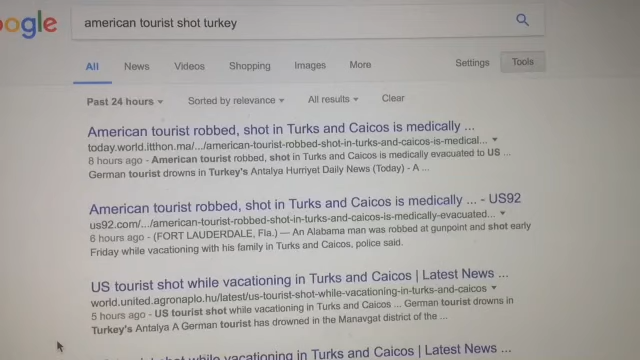 oogle
american tourist shot turkey
All News Videos Shopping Images More Settings Tools
Past 24 hours Sorted by relevance All results Clear
American tourist robbed, shot in Turks and Caicos is medically ...
today.world.itthon.ma/.../american-tourist-robbed-shot-in-turks-and-caicos-is-medical...
8 hours ago - American tourist robbed, shot in Turks and Caicos is medically evacuated to US ...
German tourist drowns in Turkey's Antalya Hurriyet Daily News (Today) - A ...
American tourist robbed, shot in Turks and Caicos is medically ... - US92
us92.com/.../american-tourist-robbed-shot-in-turks-and-caicos-is-medically-evacuated...
6 hours ago - (FORT LAUDERDALE, Fla.) — An Alabama man was robbed at gunpoint and shot early
Friday while vacationing with his family in Turks and Caicos, police said.
US tourist shot while vacationing in Turks and Caicos | Latest News ...
world.united.agronaplo.hu/latest/us-tourist-shot-while-vacationing-in-turks-and-caicos
5 hours ago - US tourist shot while vacationing in Turks and Caicos ... German tourist drowns in
Turkey's Antalya A German tourist has drowned in the Manavgat district of the ...
shot while vacationing in Turks and Caicos | Latest News ...